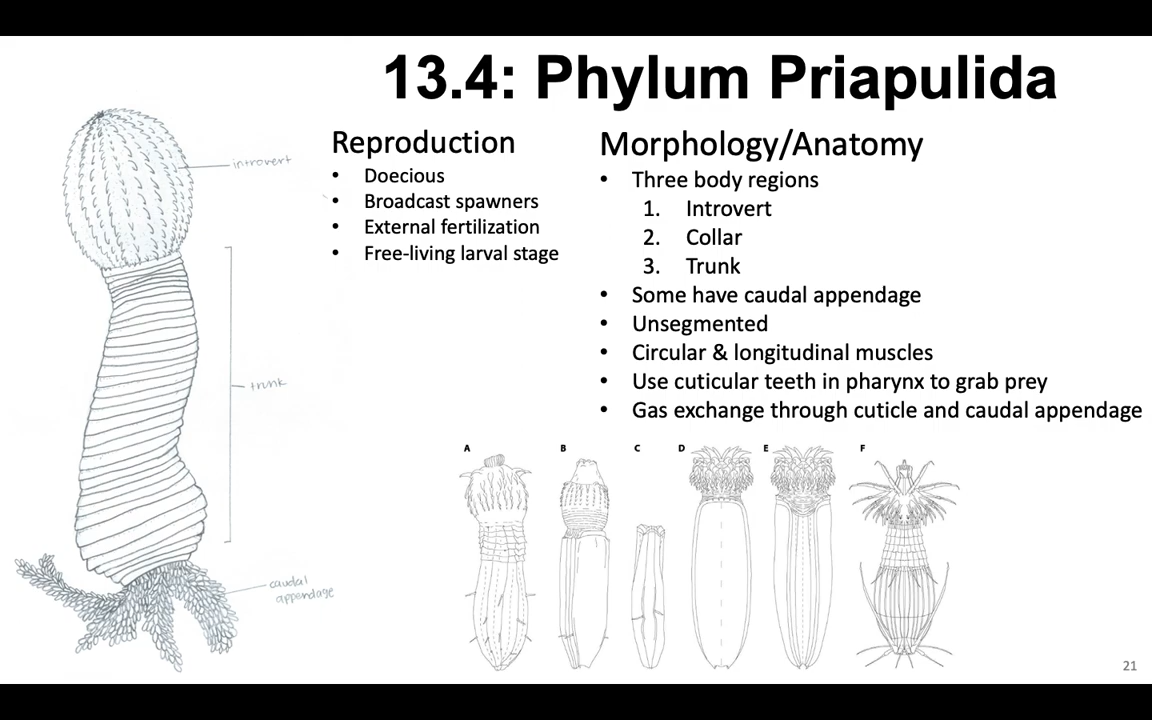 13.4: Phylum Priapulida
introvert
trunk
caudal
appendage
Reproduction
• Doecious
• Broadcast spawners
• External fertilization
• Free-living larval stage
Morphology/Anatomy
• Three body regions
1. Introvert
2. Collar
3. Trunk
• Some have caudal appendage
• Unsegmented
• Circular & longitudinal muscles
• Use cuticular teeth in pharynx to grab prey
• Gas exchange through cuticle and caudal appendage
A B C D E F
21